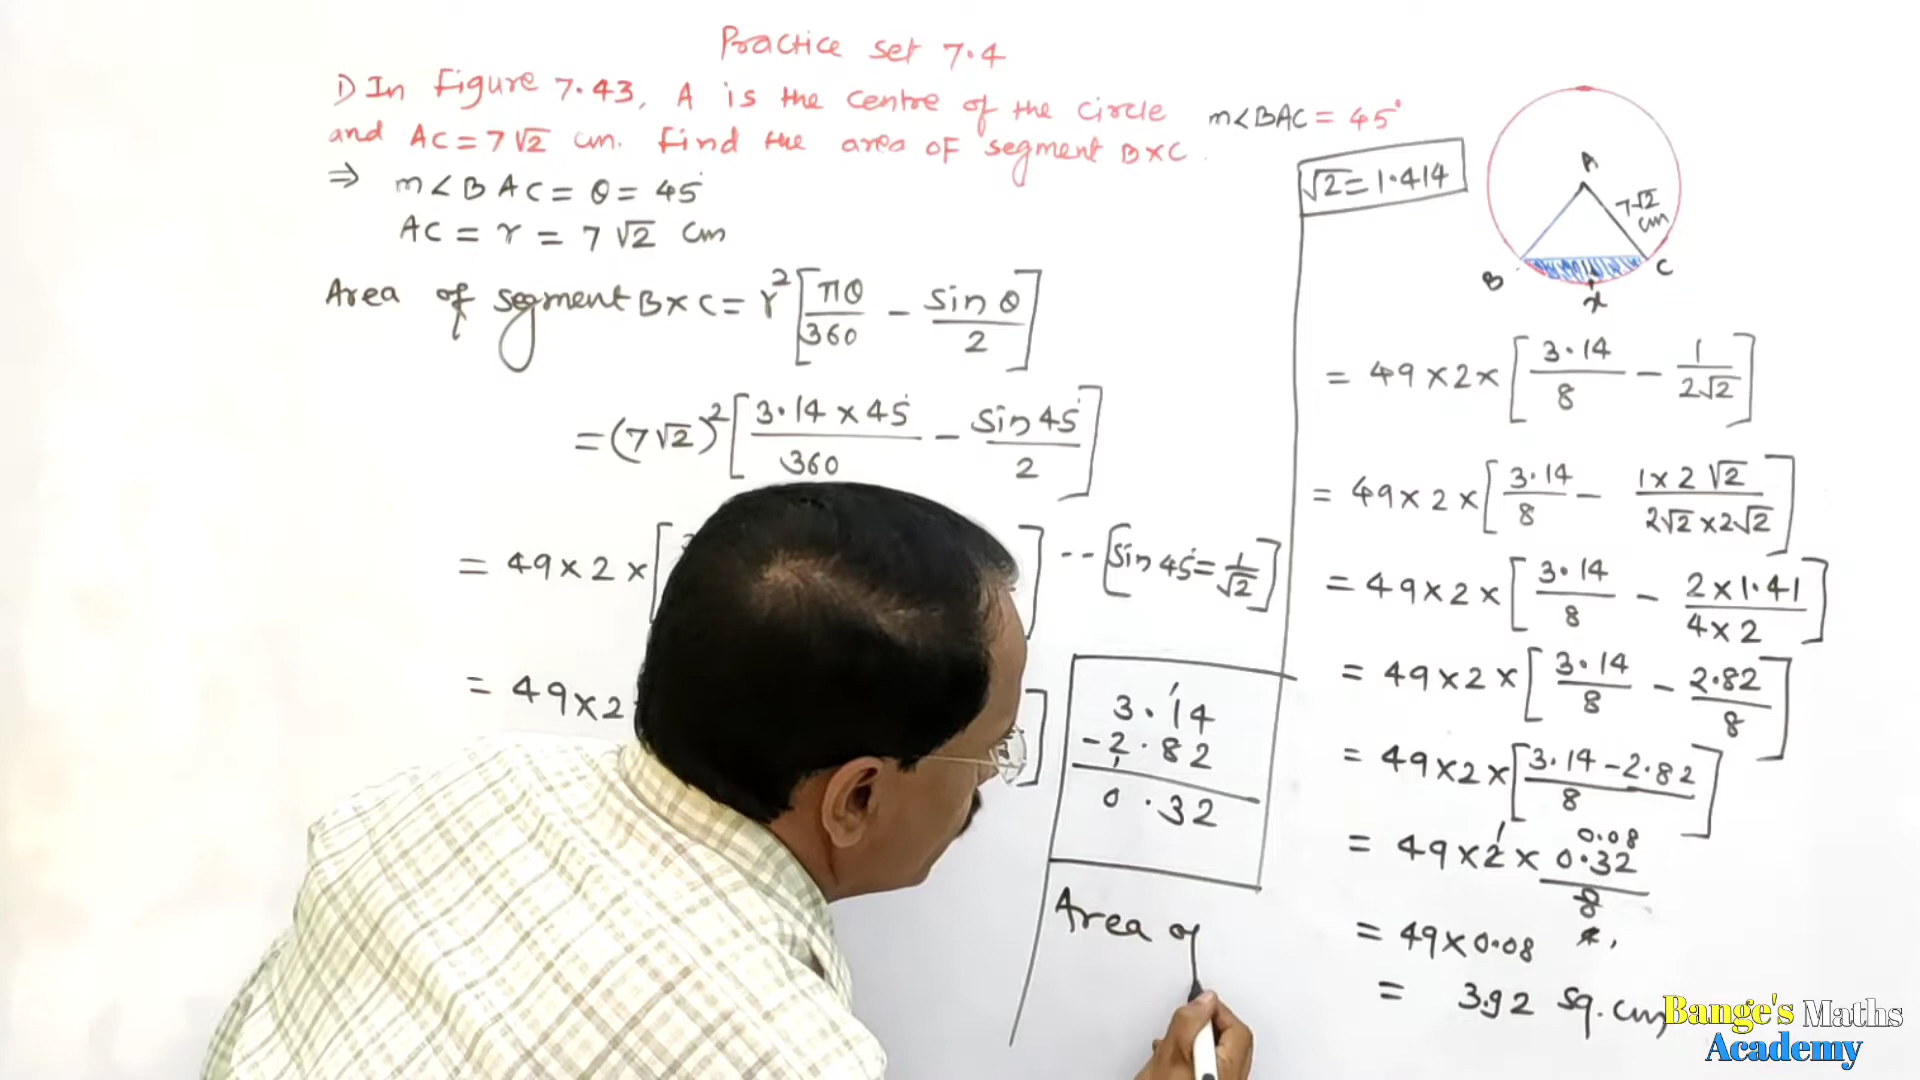 Practice set 7.4
1) In figure 7.43, A is the centre of the circle m∠BAC = 45°
and AC = 7√2 cm. Find the area of segment BXC.
⇒ m∠BAC = θ = 45°
AC = r = 7√2 cm
Area of segment BXC = r² [πθ/360 - sin θ/2]
= (7√2)² [3.14 × 45°/360 - sin 45°/2]
= 49 × 2 × [ ] -- [sin 45° = 1/√2]
= 49 × 2 ]
3.14
- 2.82
0.32
Area of
√2 = 1.414
A
7√2
cm
B
C
x
= 49 × 2 × [3.14/8 - 1/2√2]
= 49 × 2 × [3.14/8 - 1 × 2√2/2√2 × 2√2]
= 49 × 2 × [3.14/8 - 2 × 1.41/4 × 2]
= 49 × 2 × [3.14/8 - 2.82/8]
= 49 × 2 × [3.14 - 2.82/8]
0.08
= 49 × 2 × 0.32/8
= 49 × 0.08
= 3.92 sq. cm
Bange's Maths
Academy